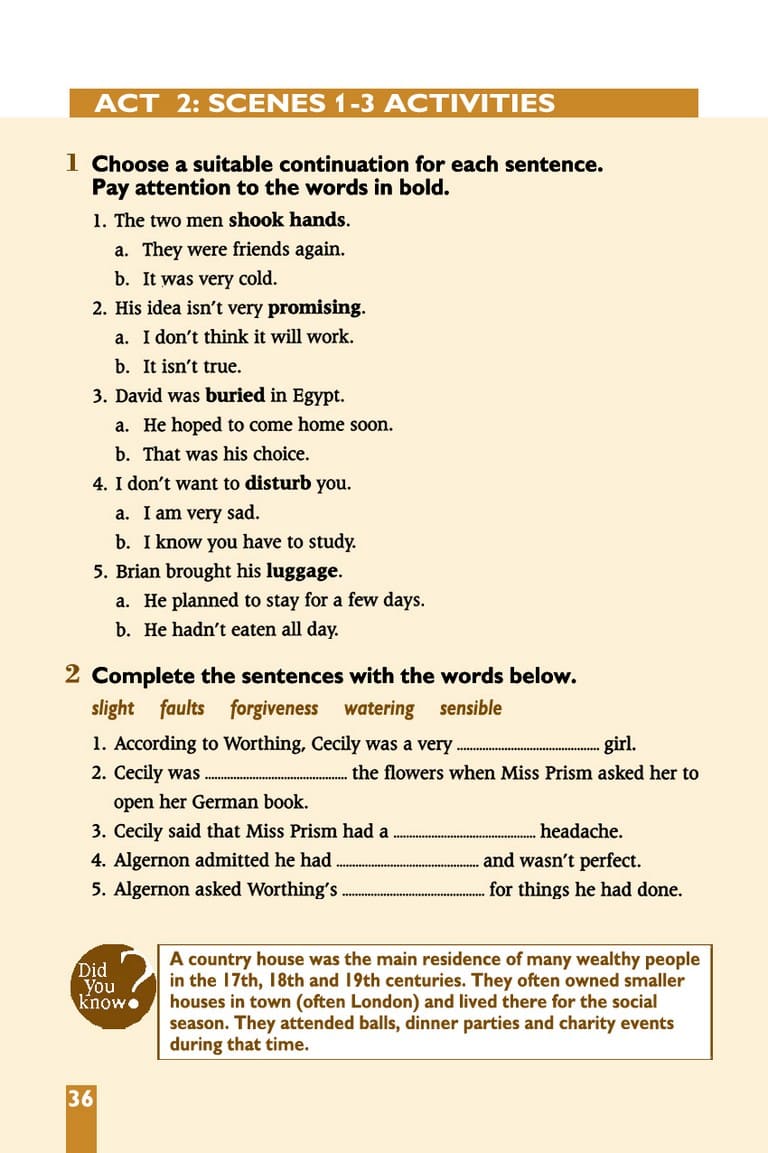 ACT 2: SCENES 1-3 ACTIVITIES
1 Choose a suitable continuation for each sentence.
Pay attention to the words in bold.
1. The two men shook hands.
a. They were friends again.
b. It was very cold.
2. His idea isn't very promising.
a. I don't think it will work.
b. It isn't true.
3. David was buried in Egypt.
a. He hoped to come home soon.
b. That was his choice.
4. I don't want to disturb you.
a. I am very sad.
b. I know you have to study.
5. Brian brought his luggage.
a. He planned to stay for a few days.
b. He hadn't eaten all day.
2 Complete the sentences with the words below.
slight faults forgiveness watering sensible
1. According to Worthing, Cecily was a very ............................................ girl.
2. Cecily was ............................................ the flowers when Miss Prism asked her to
open her German book.
3. Cecily said that Miss Prism had a ............................................ headache.
4. Algernon admitted he had ............................................ and wasn't perfect.
5. Algernon asked Worthing's ............................................ for things he had done.
Did
You
know?
A country house was the main residence of many wealthy people
in the 17th, 18th and 19th centuries. They often owned smaller
houses in town (often London) and lived there for the social
season. They attended balls, dinner parties and charity events
during that time.
36